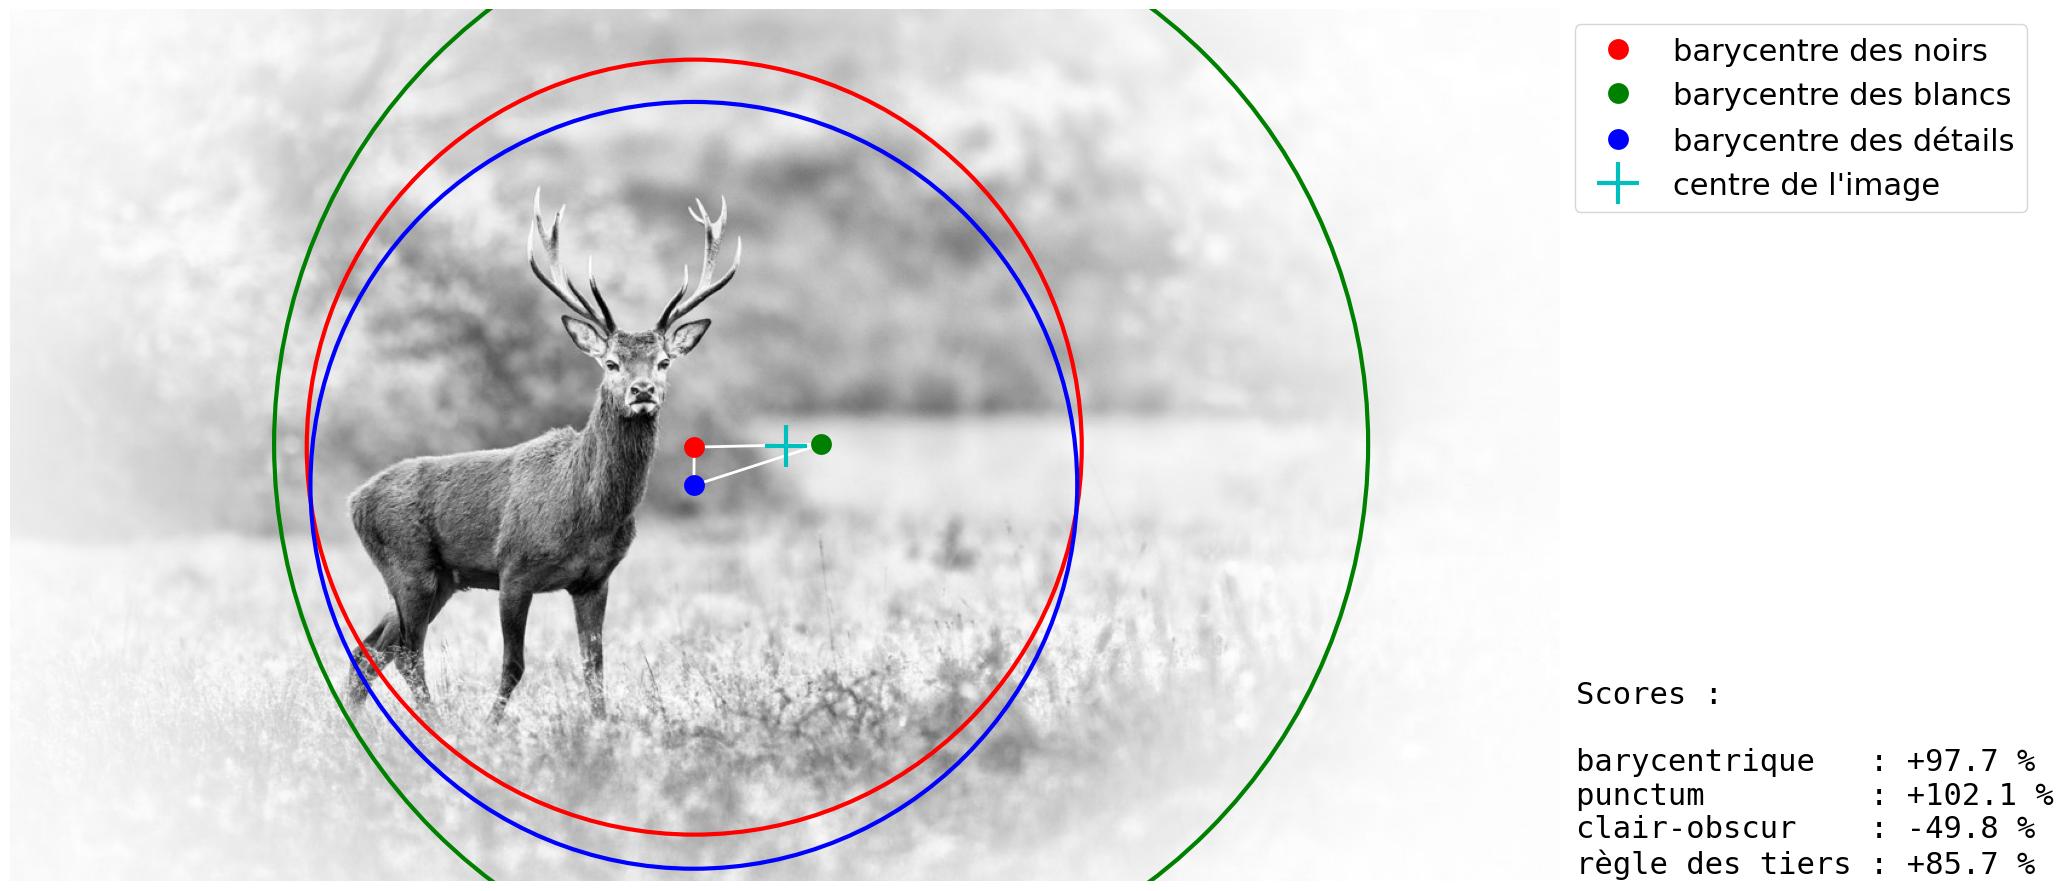 barycentre des noirs
barycentre des blancs
barycentre des détails
centre de l'image
Scores :
barycentrique   : +97.7 %
punctum         : +102.1 %
clair-obscur    : -49.8 %
règle des tiers : +85.7 %